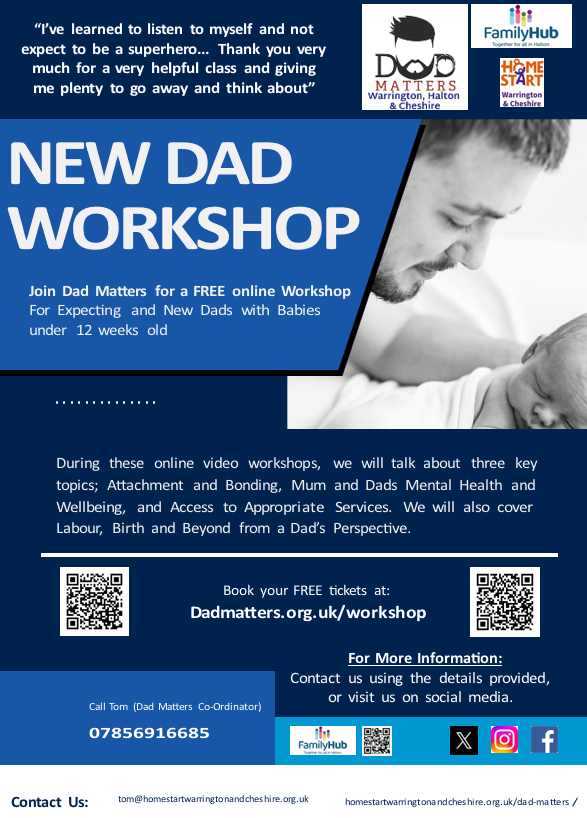 “I’ve learned to listen to myself and not
expect to be a superhero… Thank you very
much for a very helpful class and giving
me plenty to go away and think about”
DAD
MATTERS
Warrington, Halton
& Cheshire
FamilyHub
Together for all in Halton
HOME
START
Warrington
& Cheshire
NEW DAD
WORKSHOP
Join Dad Matters for a FREE online Workshop
For Expecting and New Dads with Babies
under 12 weeks old
During these online video workshops, we will talk about three key
topics; Attachment and Bonding, Mum and Dads Mental Health and
Wellbeing, and Access to Appropriate Services. We will also cover
Labour, Birth and Beyond from a Dad’s Perspective.
Book your FREE tickets at:
Dadmatters.org.uk/workshop
For More Information:
Contact us using the details provided,
or visit us on social media.
Call Tom (Dad Matters Co-Ordinator)
07856916685
FamilyHub
Together for all in Halton
Contact Us:
tom@homestartwarringtonandcheshire.org.uk
homestartwarringtonandcheshire.org.uk/dad-matters /